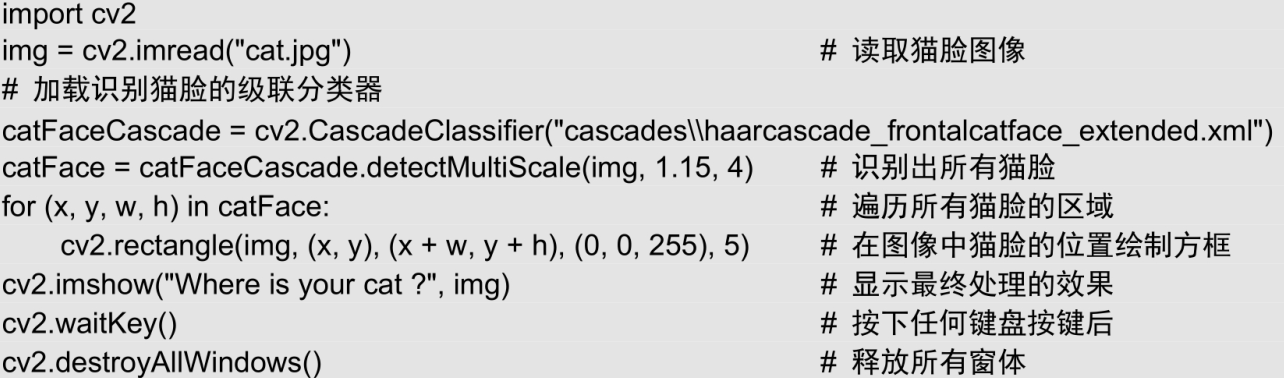 import cv2
img = cv2.imread("cat.jpg") # 读取猫脸图像
# 加载识别猫脸的级联分类器
catFaceCascade = cv2.CascadeClassifier("cascades\\haarcascade_frontalcatface_extended.xml")
catFace = catFaceCascade.detectMultiScale(img, 1.15, 4) # 识别出所有猫脸
for (x, y, w, h) in catFace: # 遍历所有猫脸的区域
    cv2.rectangle(img, (x, y), (x + w, y + h), (0, 0, 255), 5) # 在图像中猫脸的位置绘制方框
cv2.imshow("Where is your cat ?", img) # 显示最终处理的效果
cv2.waitKey() # 按下任何键盘按键后
cv2.destroyAllWindows() # 释放所有窗体